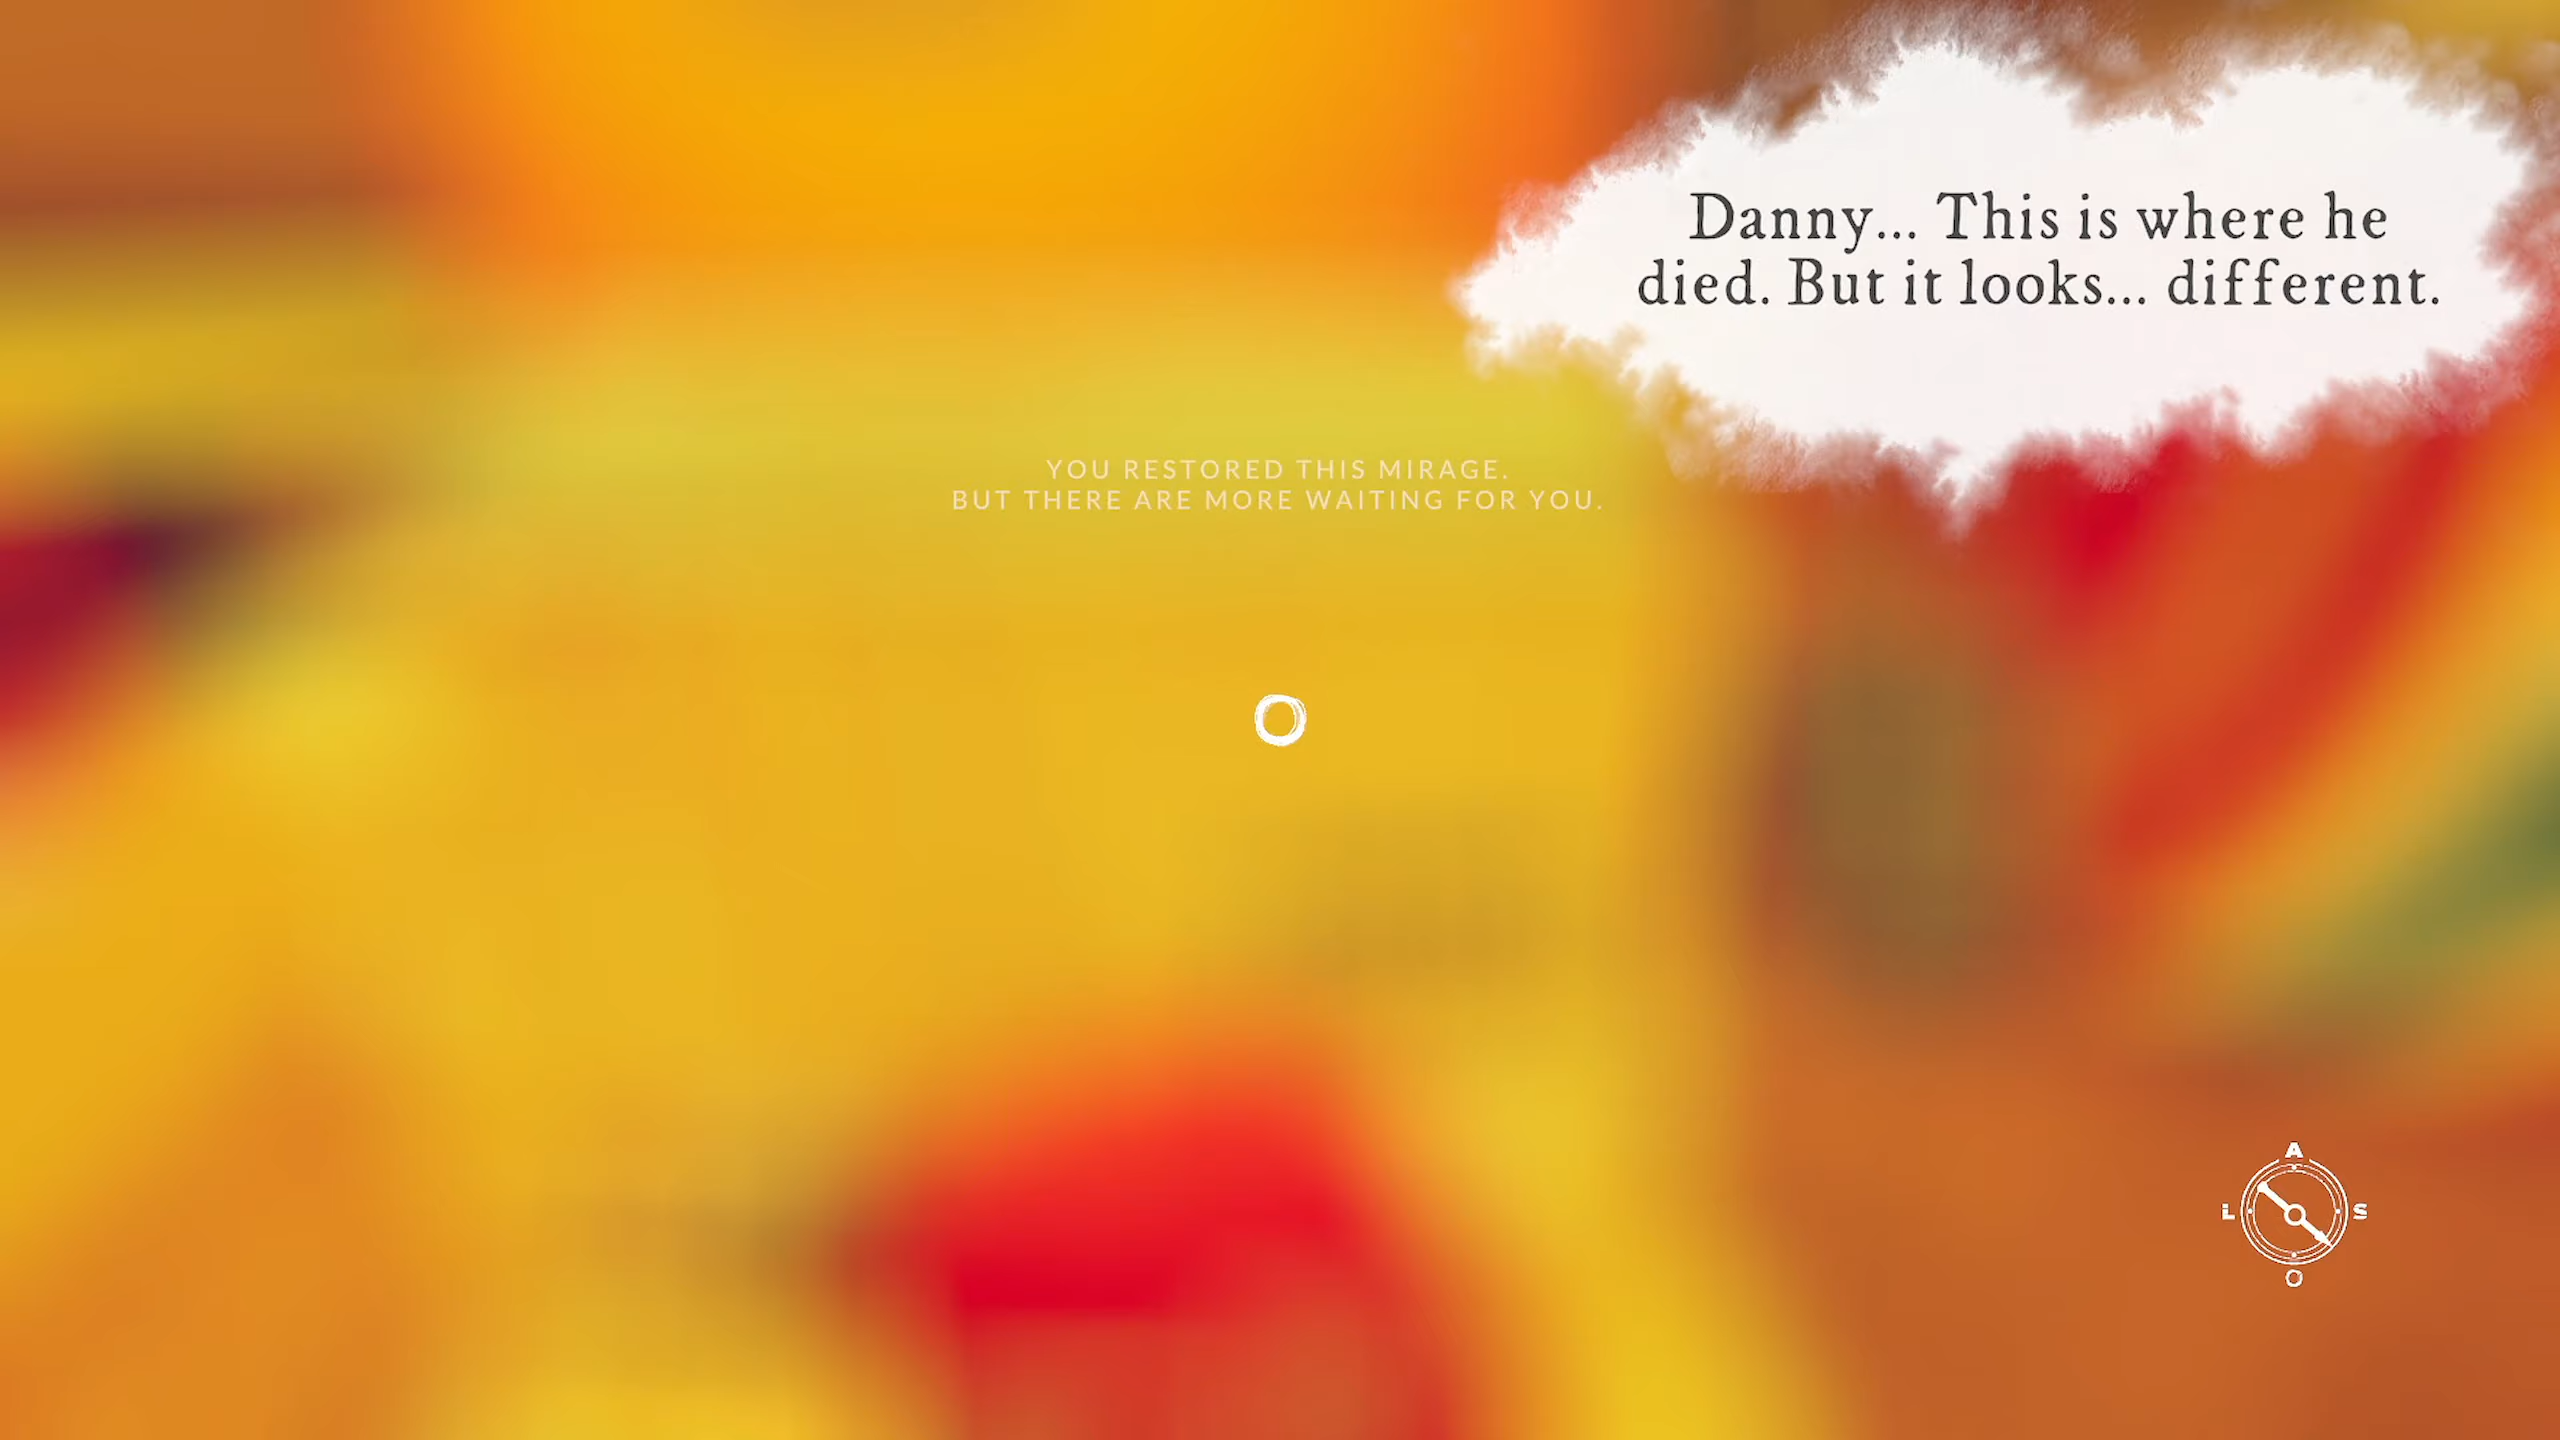 Danny... This is where he
died. But it looks... different.
YOU RESTORED THIS MIRAGE.
BUT THERE ARE MORE WAITING FOR YOU.
A
L S
O